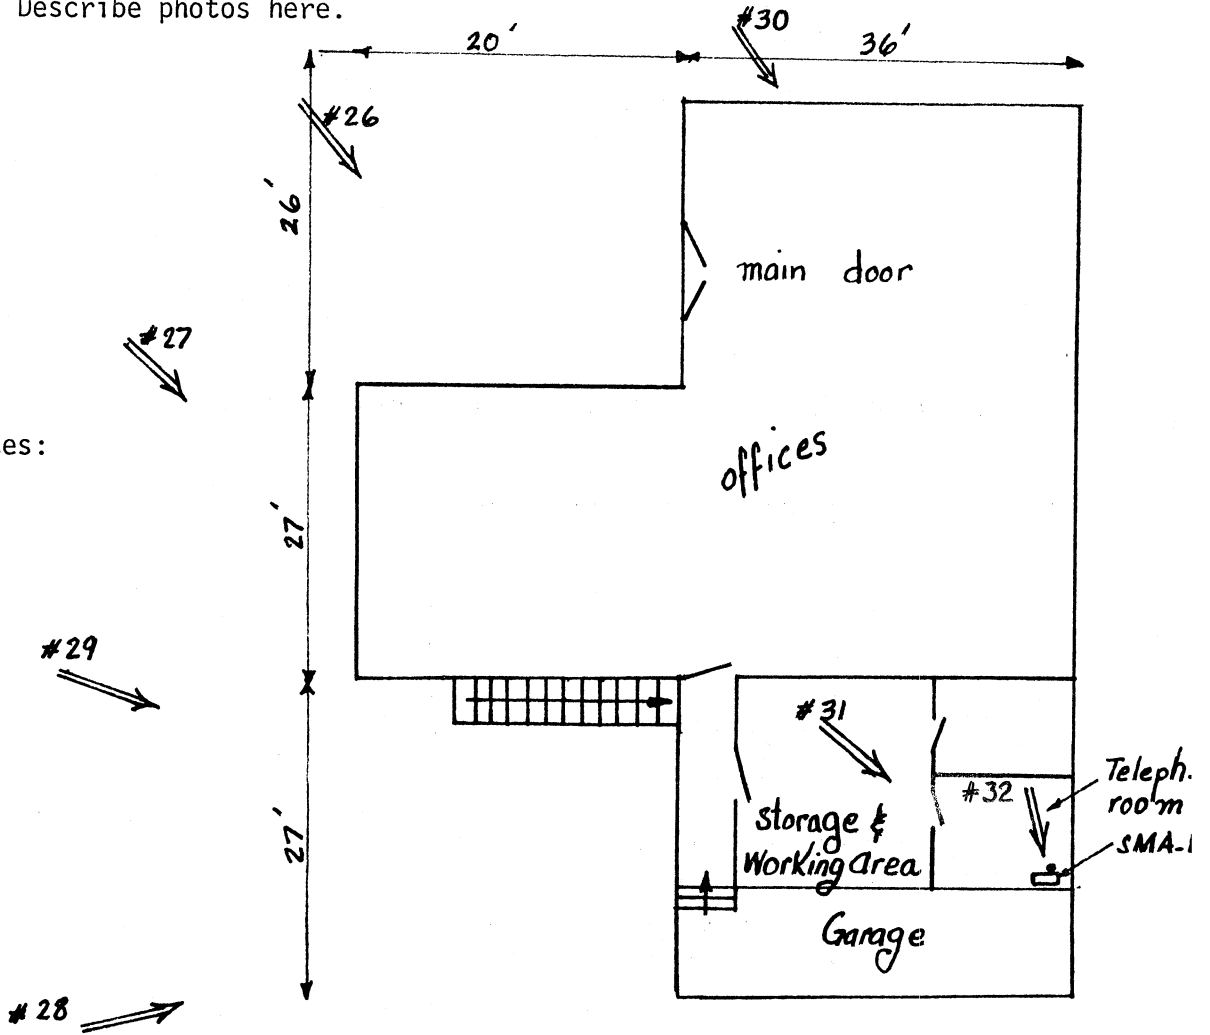 Describe photos here.
#30
20'
36'
#26
26'
main door
#27
es:
offices
27'
#29
#31
Teleph.
room
#32
storage &
Working area
SMA-1
27'
Garage
#28